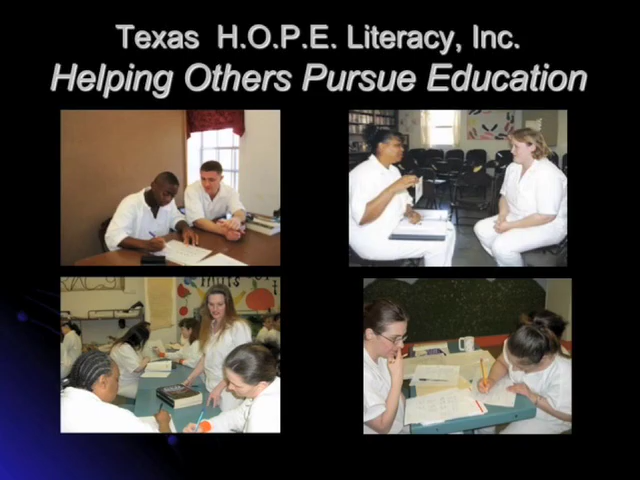 Texas H.O.P.E. Literacy, Inc.
Helping Others Pursue Education